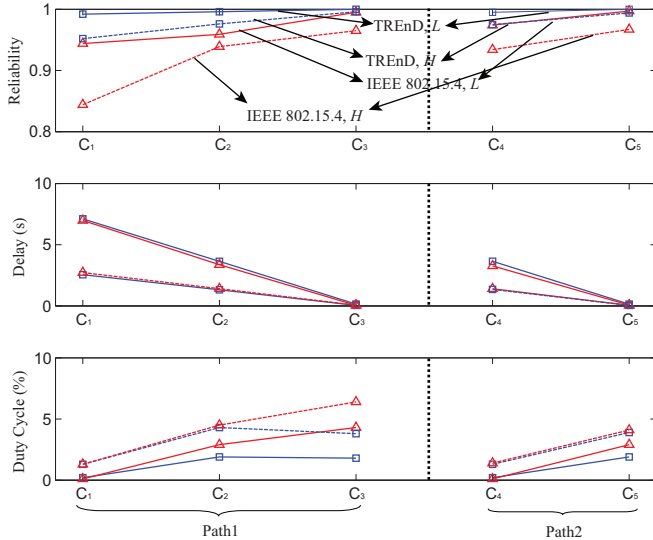 1
0.9
0.8
Reliability
TREnD, L
TREnD, H
IEEE 802.15.4, L
IEEE 802.15.4, H
C1 C2 C3 C4 C5
10
5
0
Delay (s)
C1 C2 C3 C4 C5
10
5
0
Duty Cycle (%)
C1 C2 C3 C4 C5
Path1 Path2